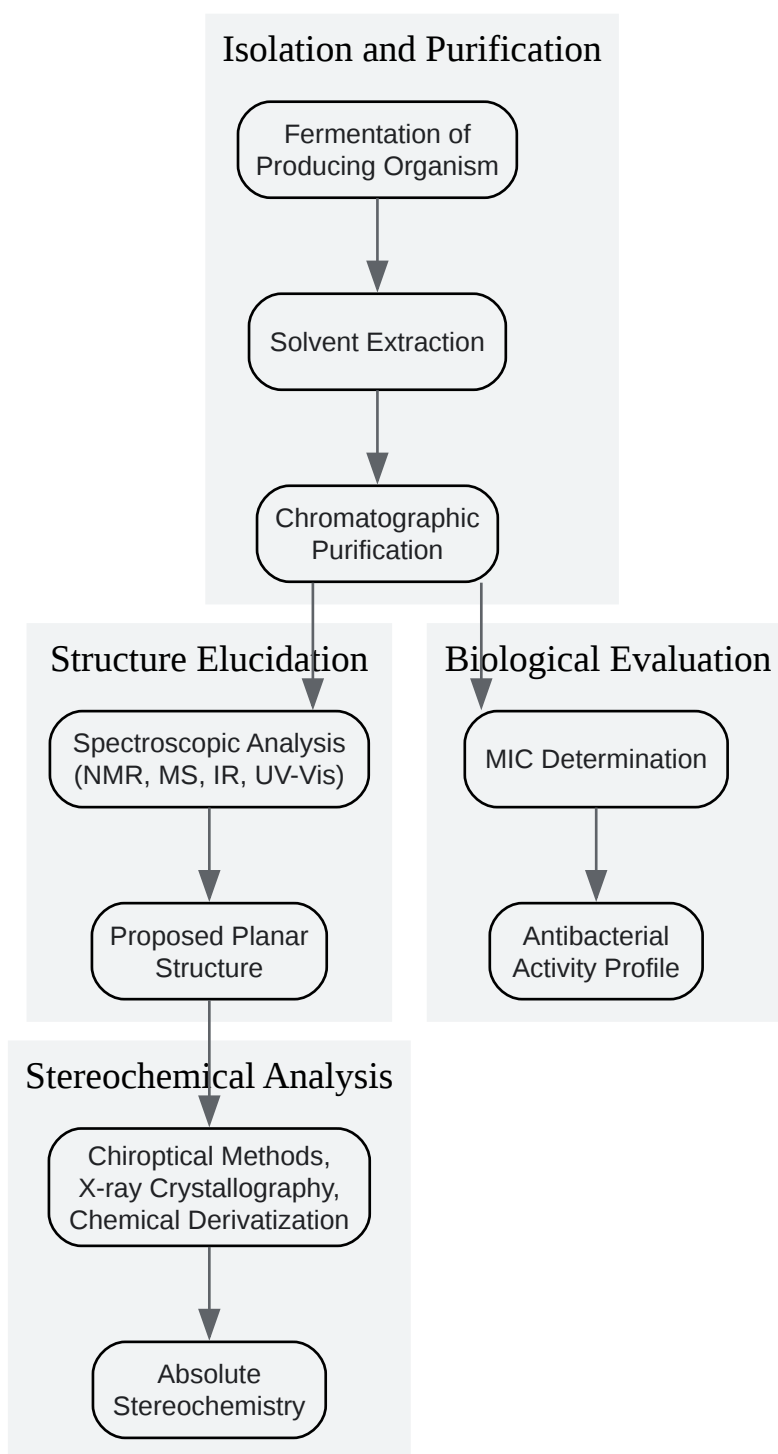 Isolation and Purification
Fermentation of
Producing Organism
Solvent Extraction
Chromatographic
Purification
Structure Elucidation
Spectroscopic Analysis
(NMR, MS, IR, UV-Vis)
Proposed Planar
Structure
Biological Evaluation
MIC Determination
Antibacterial
Activity Profile
Stereochemical Analysis
Chiroptical Methods,
X-ray Crystallography,
Chemical Derivatization
Absolute
Stereochemistry